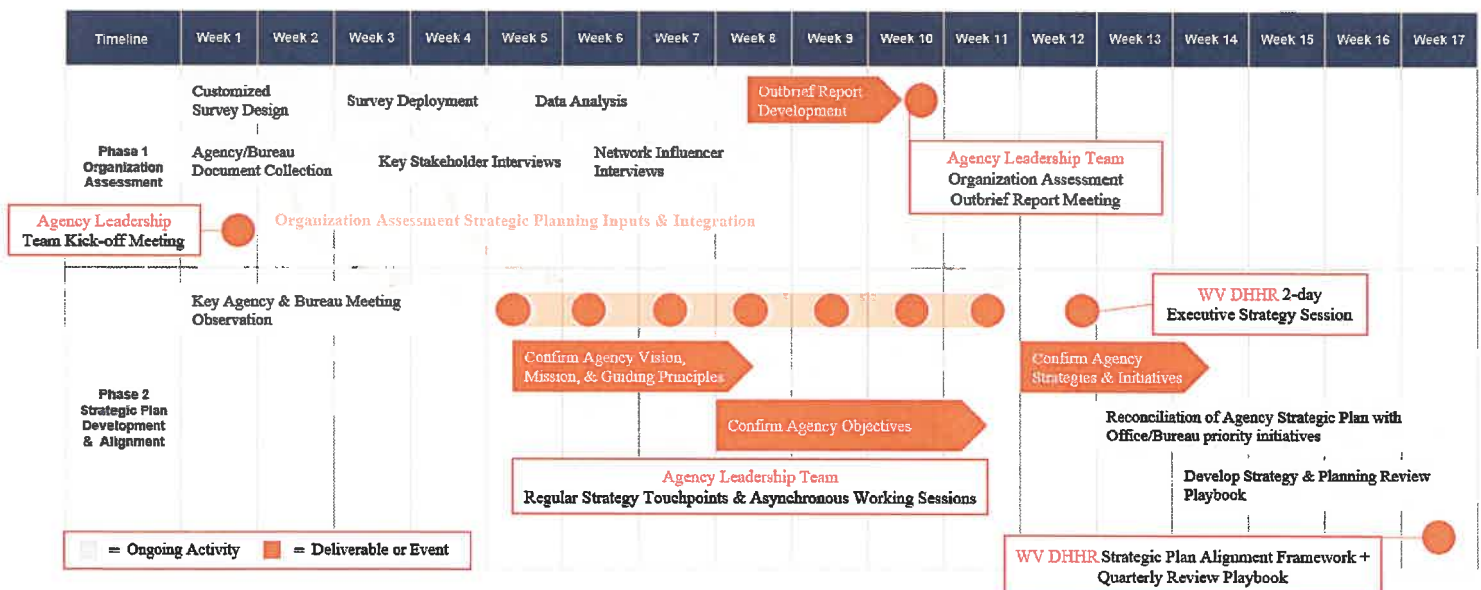 Timeline
Week 1
Week 2
Week 3
Week 4
Week 5
Week 6
Week 7
Week 8
Week 9
Week 10
Week 11
Week 12
Week 13
Week 14
Week 15
Week 16
Week 17
Phase 1
Organization
Assessment
Customized
Survey Design
Survey Deployment
Data Analysis
Outbrief Report
Development
Agency/Bureau
Document Collection
Key Stakeholder Interviews
Network Influencer
Interviews
Agency Leadership Team
Organization Assessment
Outbrief Report Meeting
Agency Leadership
Team Kick-off Meeting
Organization Assessment Strategic Planning Inputs & Integration
Phase 2
Strategic Plan
Development
& Alignment
Key Agency & Bureau Meeting
Observation
WV DHHR 2-day
Executive Strategy Session
Confirm Agency Vision,
Mission, & Guiding Principles
Confirm Agency
Strategies & Initiatives
Confirm Agency Objectives
Reconciliation of Agency Strategic Plan with
Office/Bureau priority initiatives
Agency Leadership Team
Regular Strategy Touchpoints & Asynchronous Working Sessions
Develop Strategy & Planning Review
Playbook
= Ongoing Activity
= Deliverable or Event
WV DHHR Strategic Plan Alignment Framework +
Quarterly Review Playbook